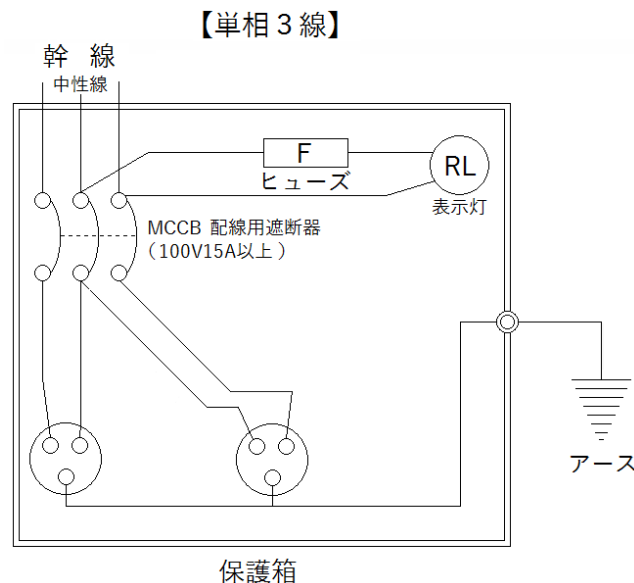 【単相3線】
幹 線
中性線
F
ヒューズ
RL
表示灯
MCCB 配線用遮断器
(100V15A以上)
アース
保護箱